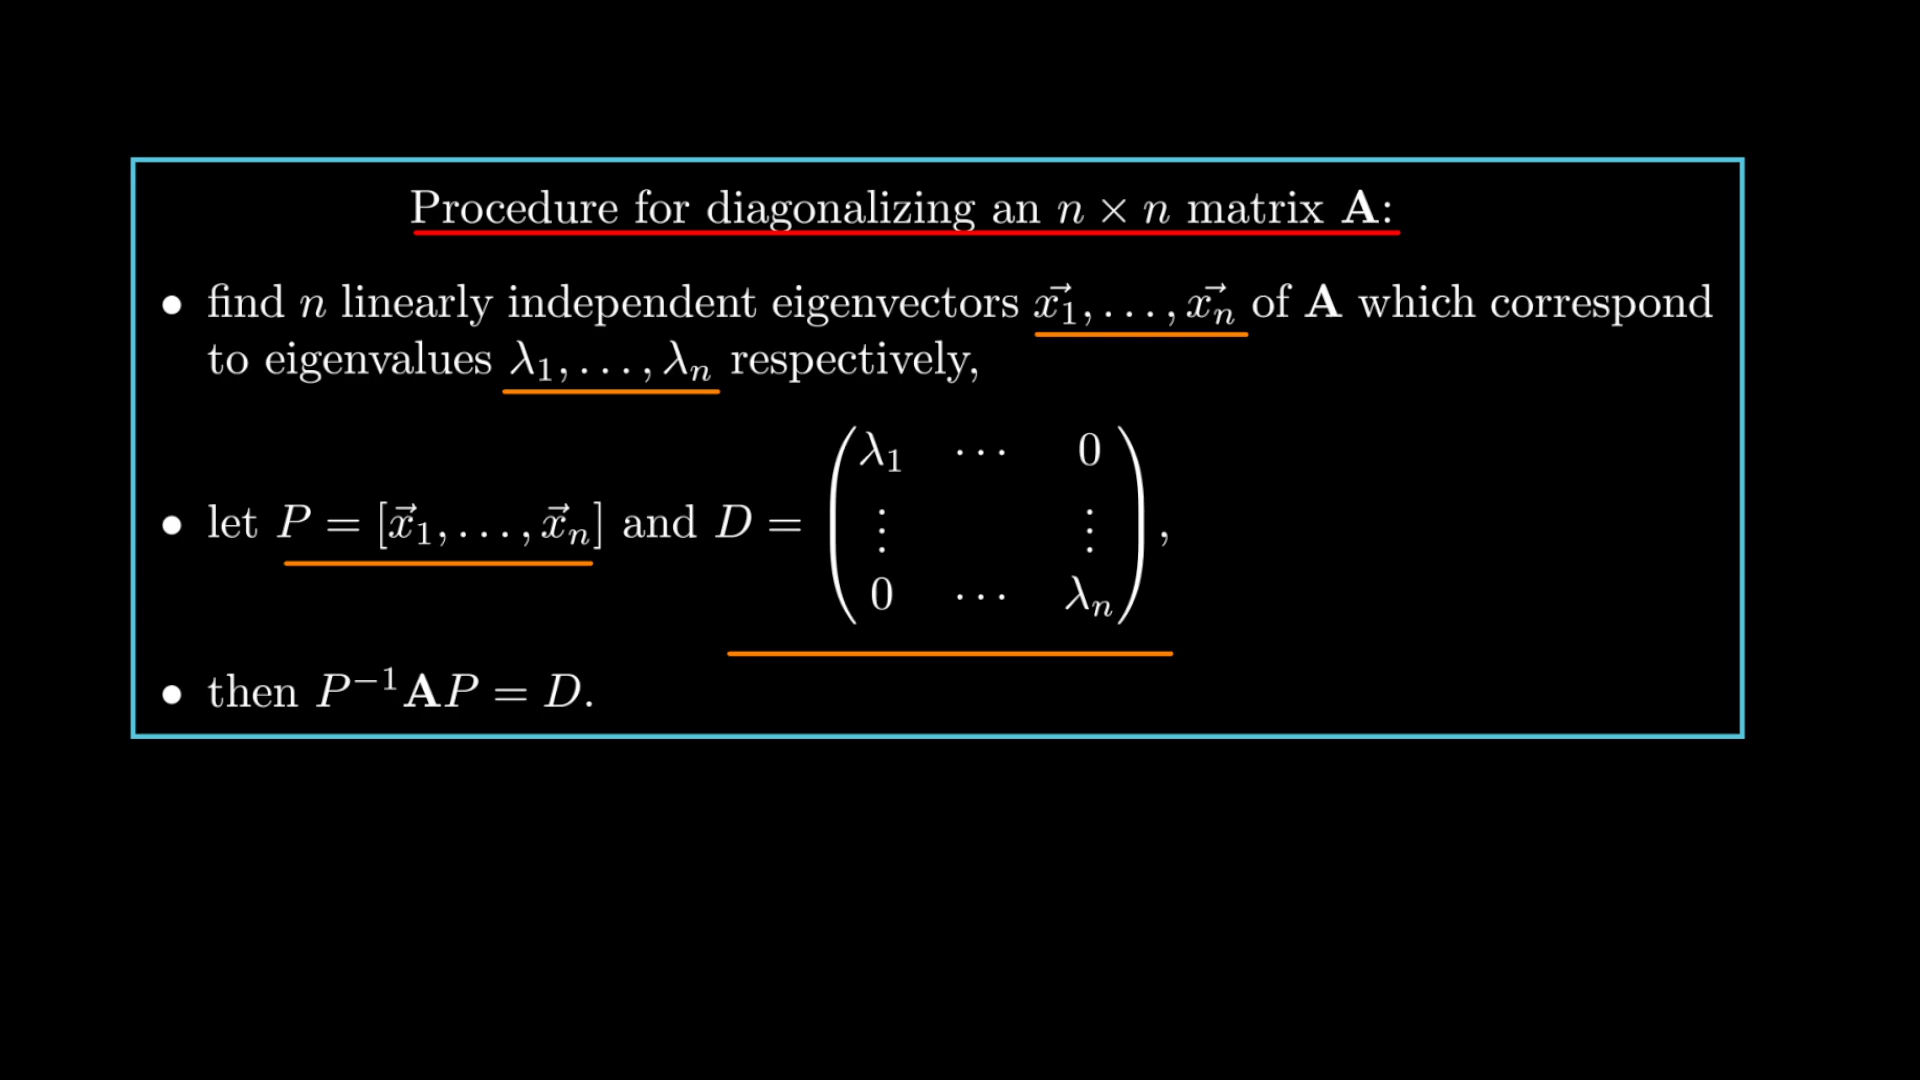 Procedure for diagonalizing an n × n matrix A:
• find n linearly independent eigenvectors x⃗₁, . . . , x⃗ₙ of A which correspond
to eigenvalues λ₁, . . . , λₙ respectively,
• let P = [x⃗₁, . . . , x⃗ₙ] and D = ( λ₁ ⋯ 0
⋮ ⋮
0 ⋯ λₙ ),
• then P⁻¹AP = D.